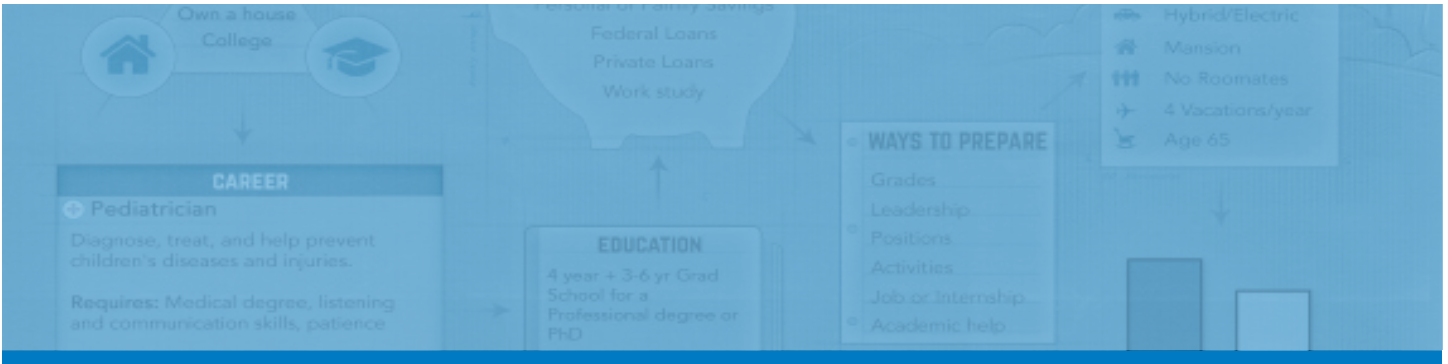 Own a house
College
CAREER
Pediatrician
Diagnose, treat, and help prevent
children's diseases and injuries.
Requires: Medical degree, listening
and communication skills, patience
Personal or Family Savings
Federal Loans
Private Loans
Work study
EDUCATION
4 year + 3-6 yr Grad
School for a
Professional degree or
PhD
WAYS TO PREPARE
Grades
Leadership
Positions
Activities
Job or Internship
Academic help
Hybrid/Electric
Mansion
No Roomates
4 Vacations/year
Age 65